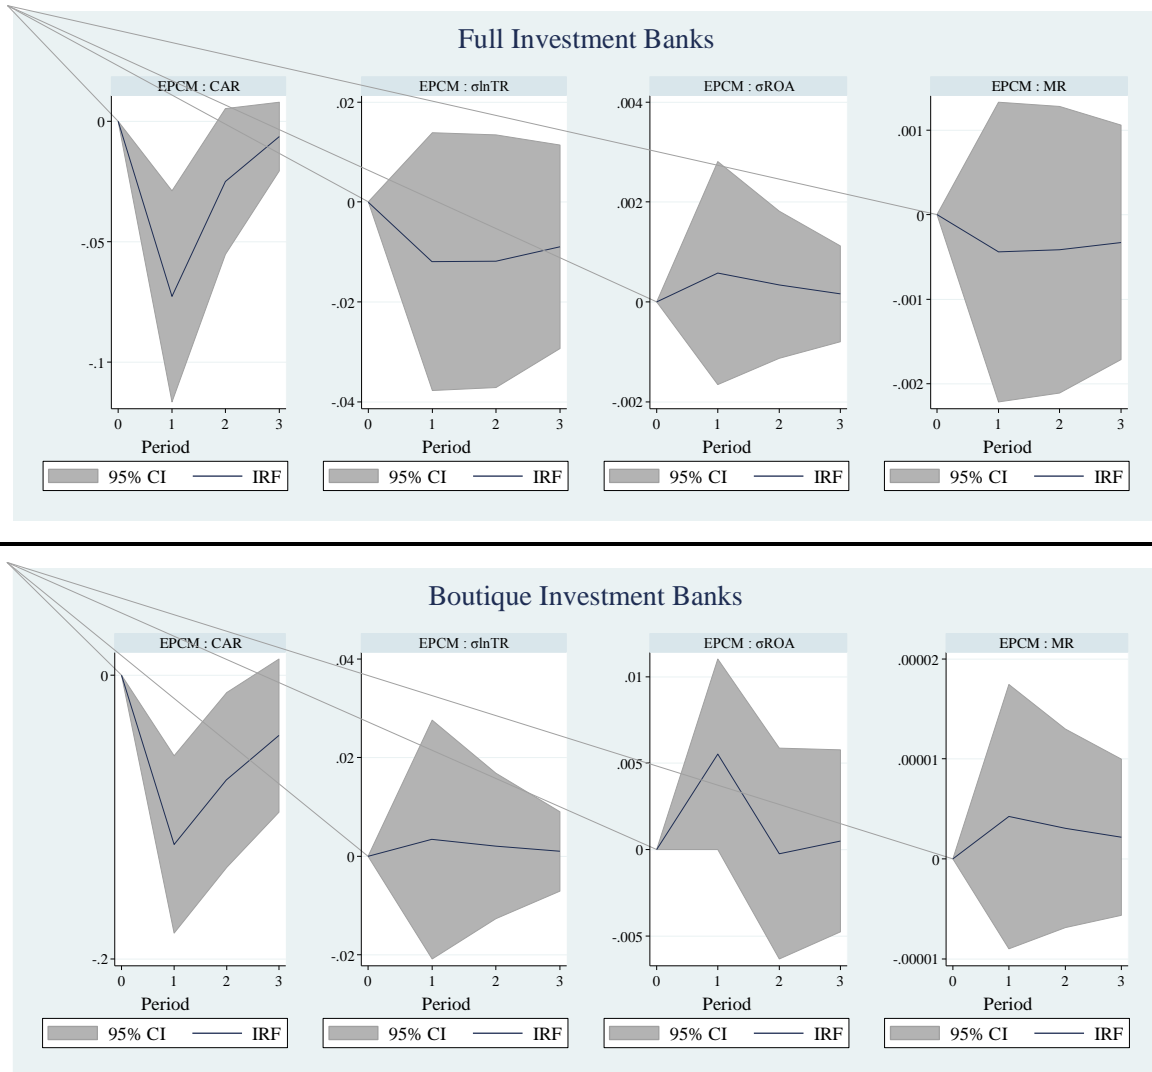 Full Investment Banks
EPCM : CAR
0
-.05
-.1
0 1 2 3
Period
95% CI IRF
EPCM : σlnTR
.02
0
-.02
-.04
0 1 2 3
95% CI IRF
EPCM : σROA
.004
.002
0
-.002
0 1 2 3
Period
95% CI IRF
EPCM : MR
.001
0
-.001
-.002
0 1 2 3
Period
95% CI IRF
Boutique Investment Banks
EPCM : CAR
0
-.2
0 1 2 3
Period
95% CI IRF
EPCM : σlnTR
.04
.02
0
-.02
0 1 2 3
Period
95% CI IRF
EPCM : σROA
.01
.005
0
-.005
0 1 2 3
Period
95% CI IRF
EPCM : MR
.00002
.00001
0
-.00001
0 1 2 3
Period
95% CI IRF